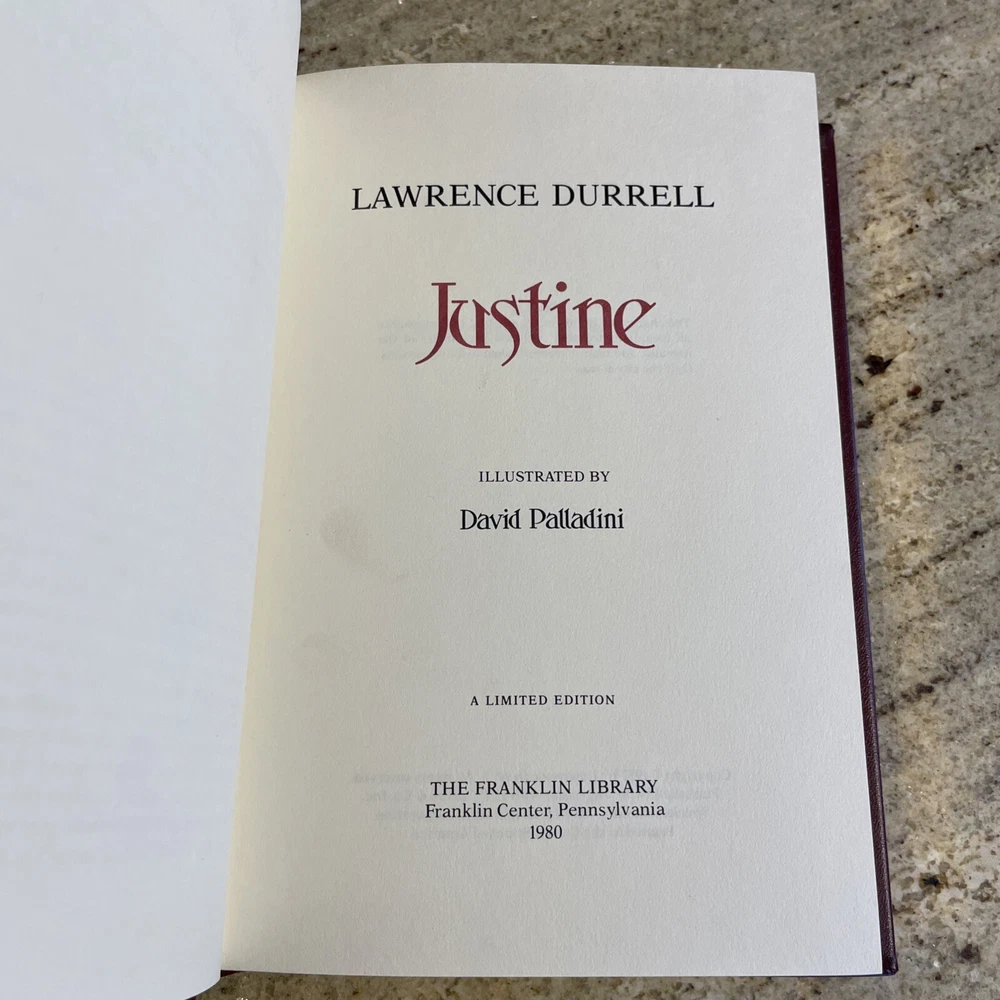 LAWRENCE DURRELL
Justine
ILLUSTRATED BY
David Palladini
A LIMITED EDITION
THE FRANKLIN LIBRARY
Franklin Center, Pennsylvania
1980